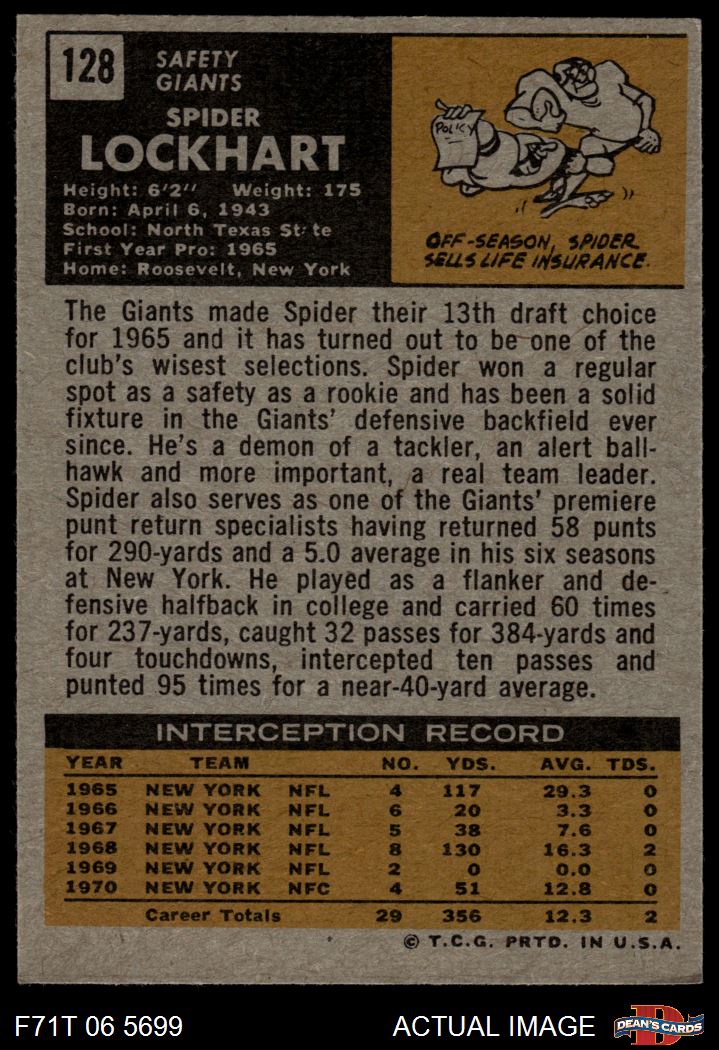 128
SAFETY
GIANTS
SPIDER
LOCKHART
Height: 6'2'' Weight: 175
Born: April 6, 1943
School: North Texas State
First Year Pro: 1965
Home: Roosevelt, New York
POLICY
OFF-SEASON, SPIDER
SELLS LIFE INSURANCE.
The Giants made Spider their 13th draft choice
for 1965 and it has turned out to be one of the
club's wisest selections. Spider won a regular
spot as a safety as a rookie and has been a solid
fixture in the Giants' defensive backfield ever
since. He's a demon of a tackler, an alert ball-
hawk and more important, a real team leader.
Spider also serves as one of the Giants' premiere
punt return specialists having returned 58 punts
for 290-yards and a 5.0 average in his six seasons
at New York. He played as a flanker and de-
fensive halfback in college and carried 60 times
for 237-yards, caught 32 passes for 384-yards and
four touchdowns, intercepted ten passes and
punted 95 times for a near-40-yard average.
INTERCEPTION RECORD
YEAR TEAM NO. YDS. AVG. TDS.
1965 NEW YORK NFL 4 117 29.3 0
1966 NEW YORK NFL 6 20 3.3 0
1967 NEW YORK NFL 5 38 7.6 0
1968 NEW YORK NFL 8 130 16.3 2
1969 NEW YORK NFL 2 0 0.0 0
1970 NEW YORK NFC 4 51 12.8 0
Career Totals 29 356 12.3 2
© T.C.G. PRTD. IN U.S.A.
F71T 06 5699 ACTUAL IMAGE
D
DEAN'S CARDS